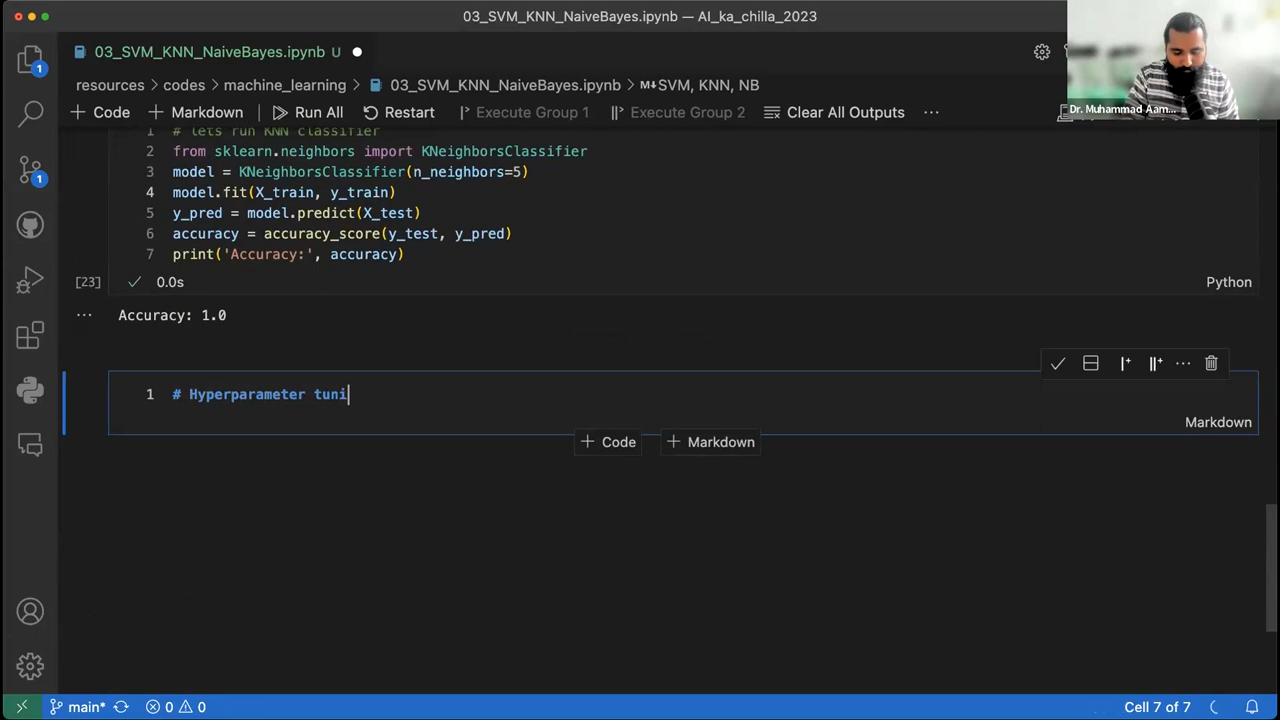 03_SVM_KNN_NaiveBayes.ipynb — AI_ka_chilla_2023
03_SVM_KNN_NaiveBayes.ipynb U
resources > codes > machine_learning > 03_SVM_KNN_NaiveBayes.ipynb > SVM, KNN, NB
Dr. Muhammad Aam...
+ Code + Markdown Run All Restart Execute Group 1 Execute Group 2 Clear All Outputs ...
1 # lets run KNN classifier
2 from sklearn.neighbors import KNeighborsClassifier
3 model = KNeighborsClassifier(n_neighbors=5)
4 model.fit(X_train, y_train)
5 y_pred = model.predict(X_test)
6 accuracy = accuracy_score(y_test, y_pred)
7 print('Accuracy:', accuracy)
[23] 0.0s Python
... Accuracy: 1.0
1 # Hyperparameter tuni
Markdown
+ Code + Markdown
1
1
main* 0 0 Cell 7 of 7